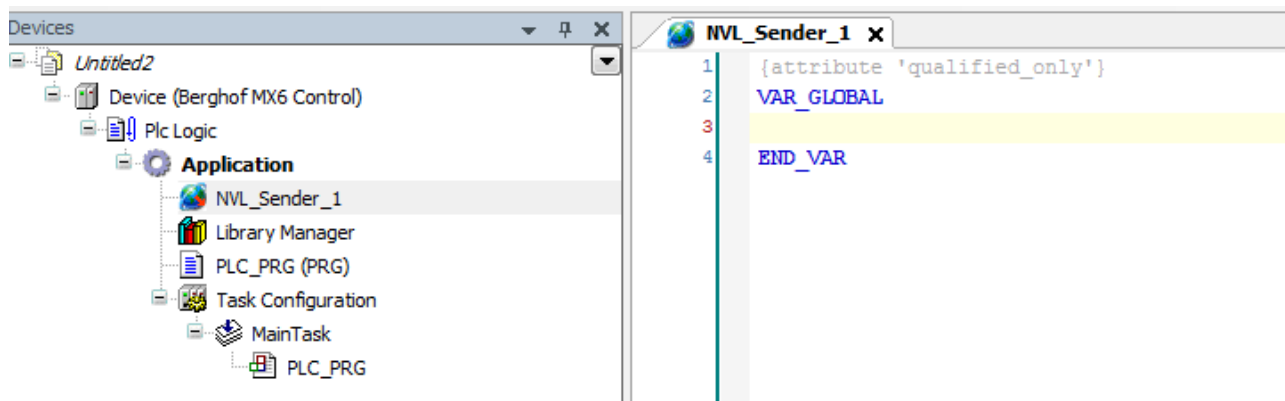 Devices
Untitled2
Device (Berghof MX6 Control)
Plc Logic
Application
NVL_Sender_1
Library Manager
PLC_PRG (PRG)
Task Configuration
MainTask
PLC_PRG
NVL_Sender_1
1 {attribute 'qualified_only'}
2 VAR_GLOBAL
3
4 END_VAR